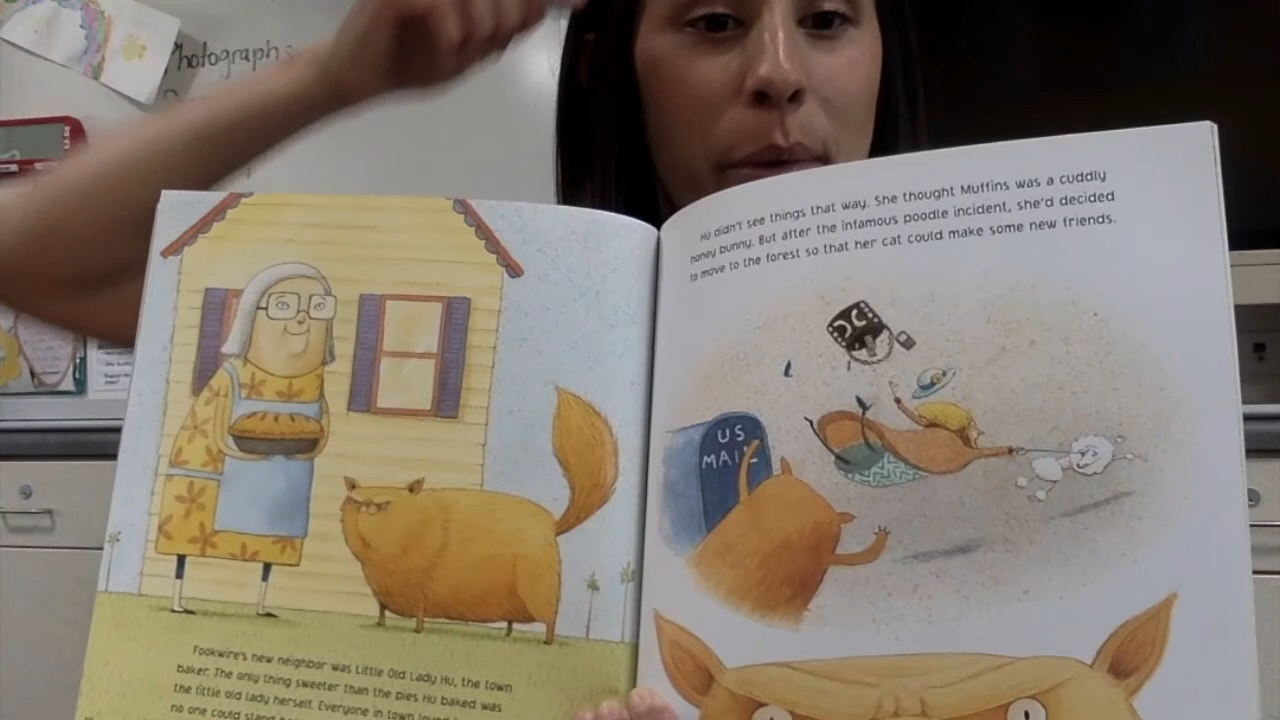 Photographs
Hu didn't see things that way. She thought Muffins was a cuddly
honey bunny. But after the infamous poodle incident, she'd decided
to move to the forest so that her cat could make some new friends.
US
MAIL
Fookwire's new neighbor was Little Old Lady Hu, the town
baker. The only thing sweeter than the pies Hu baked was
the little old lady herself. Everyone in town
no one could stand